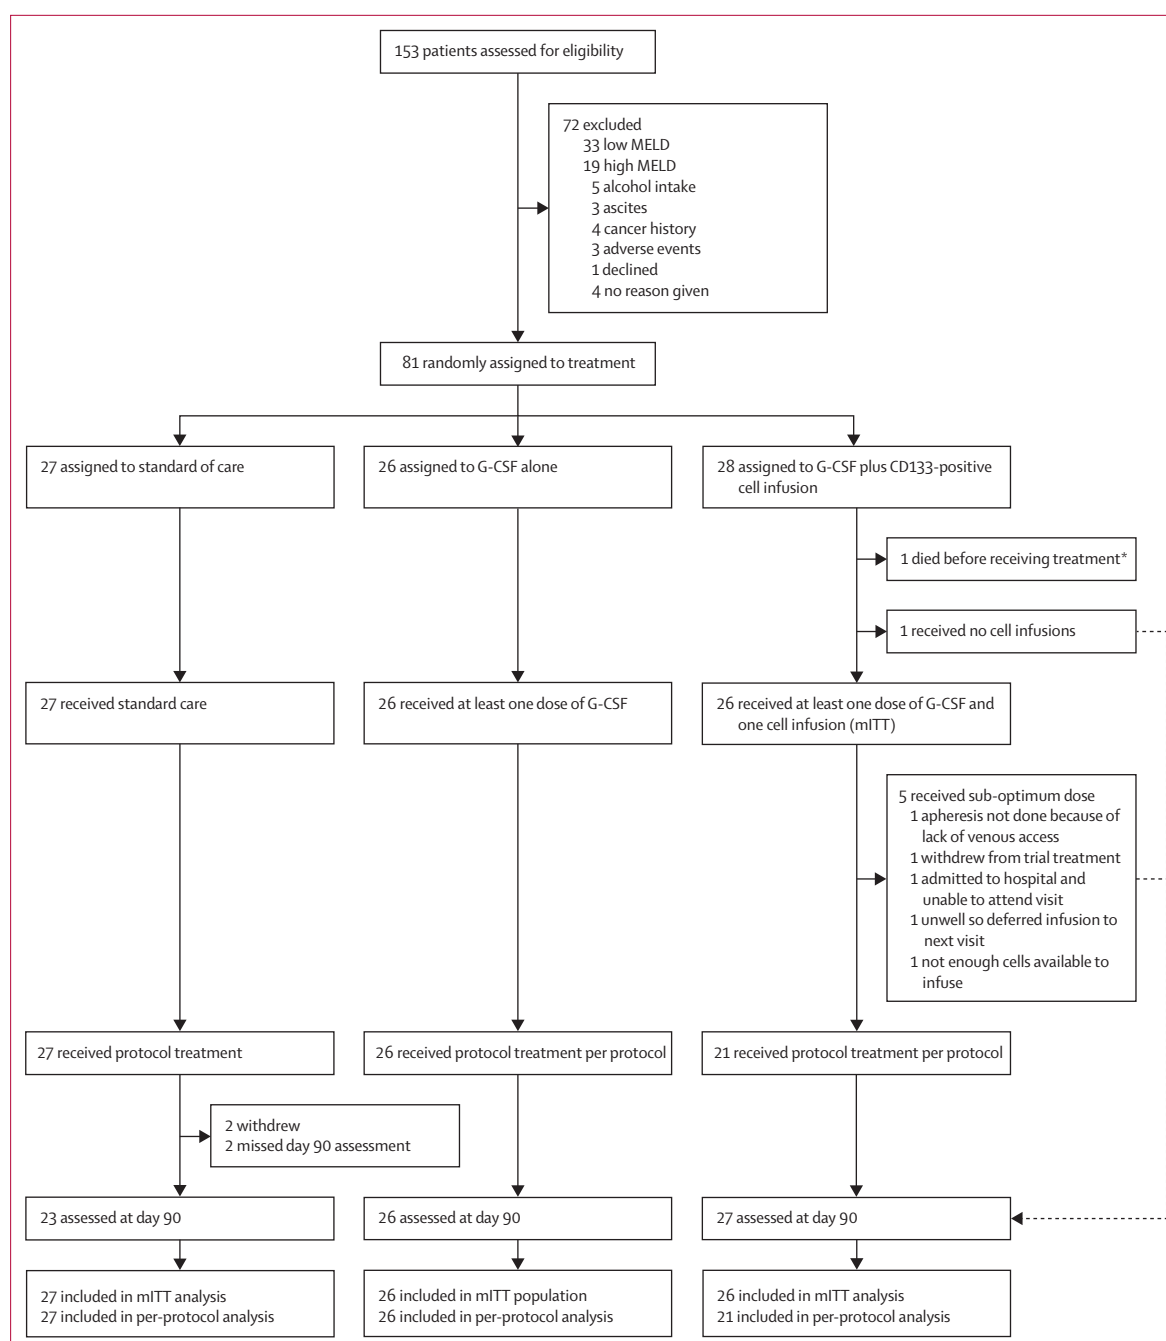 153 patients assessed for eligibility
72 excluded
33 low MELD
19 high MELD
5 alcohol intake
3 ascites
4 cancer history
3 adverse events
1 declined
4 no reason given
81 randomly assigned to treatment
27 assigned to standard of care
26 assigned to G-CSF alone
28 assigned to G-CSF plus CD133-positive
cell infusion
1 died before receiving treatment*
1 received no cell infusions
27 received standard care
26 received at least one dose of G-CSF
26 received at least one dose of G-CSF and
one cell infusion (mITT)
5 received sub-optimum dose
1 apheresis not done because of
lack of venous access
1 withdrew from trial treatment
1 admitted to hospital and
unable to attend visit
1 unwell so deferred infusion to
next visit
1 not enough cells available to
infuse
27 received protocol treatment
26 received protocol treatment per protocol
21 received protocol treatment per protocol
2 withdrew
2 missed day 90 assessment
23 assessed at day 90
26 assessed at day 90
27 assessed at day 90
27 included in mITT analysis
27 included in per-protocol analysis
26 included in mITT population
26 included in per-protocol analysis
26 included in mITT analysis
21 included in per-protocol analysis